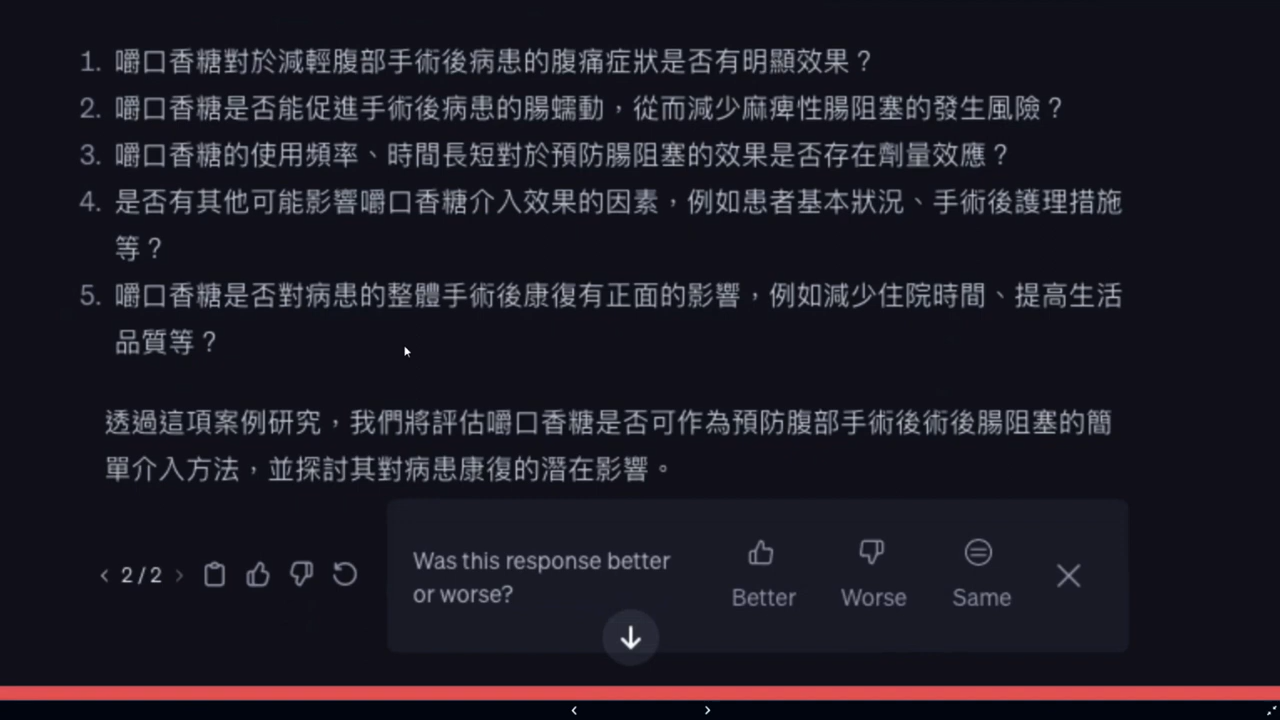 1. 嚼口香糖對於減輕腹部手術後病患的腹痛症狀是否有明顯效果？
2. 嚼口香糖是否能促進手術後病患的腸蠕動，從而減少麻痺性腸阻塞的發生風險？
3. 嚼口香糖的使用頻率、時間長短對於預防腸阻塞的效果是否存在劑量效應？
4. 是否有其他可能影響嚼口香糖介入效果的因素，例如患者基本狀況、手術後護理措施
等？
5. 嚼口香糖是否對病患的整體手術後康復有正面的影響，例如減少住院時間、提高生活
品質等？
透過這項案例研究，我們將評估嚼口香糖是否可作為預防腹部手術後術後腸阻塞的簡
單介入方法，並探討其對病患康復的潛在影響。
2/2
Was this response better
or worse?
Better Worse Same